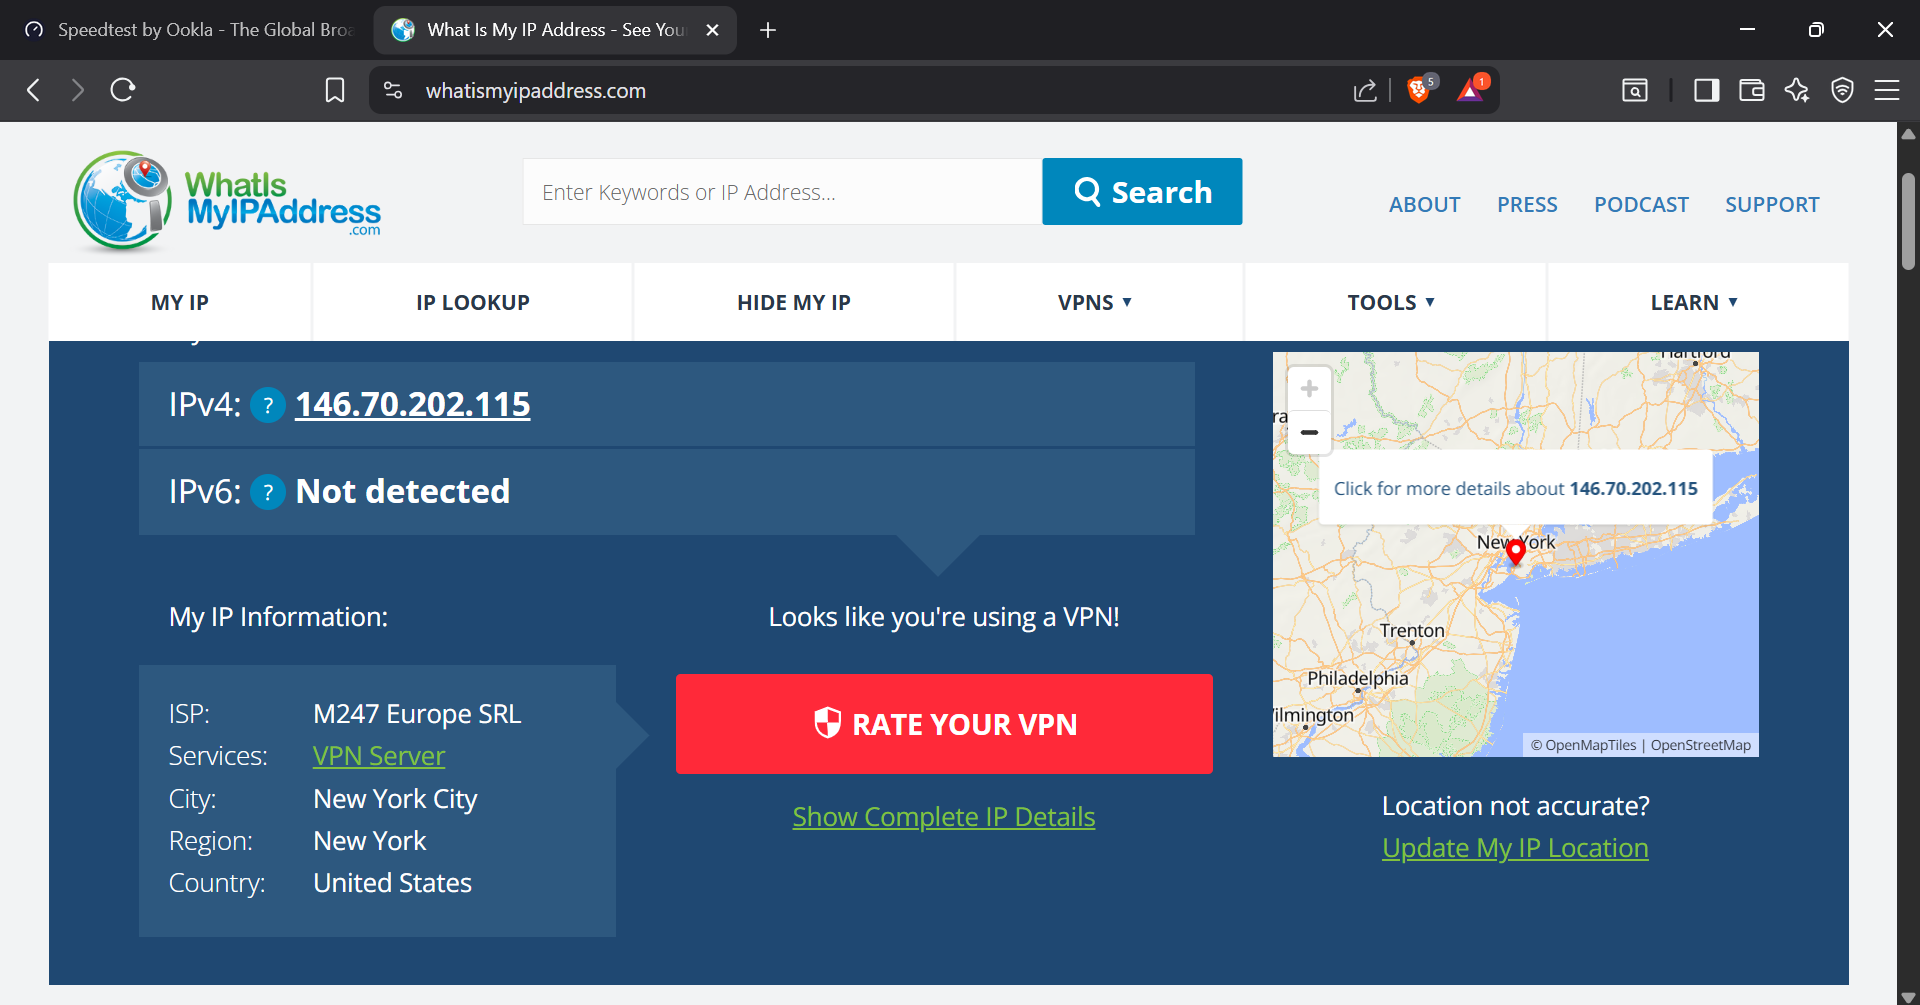 Speedtest by Ookla - The Global Broa
What Is My IP Address - See You
whatismyipaddress.com
5
1
WhatIs
MyIPAddress
.com
Enter Keywords or IP Address...
Search
ABOUT
PRESS
PODCAST
SUPPORT
MY IP
IP LOOKUP
HIDE MY IP
VPNS ▼
TOOLS ▼
LEARN ▼
IPv4: ? 146.70.202.115
IPv6: ? Not detected
My IP Information:
ISP: M247 Europe SRL
Services: VPN Server
City: New York City
Region: New York
Country: United States
Looks like you're using a VPN!
RATE YOUR VPN
Show Complete IP Details
Hartford
+
ra
−
Click for more details about 146.70.202.115
New York
Trenton
Philadelphia
ilmington
© OpenMapTiles | OpenStreetMap
Location not accurate?
Update My IP Location